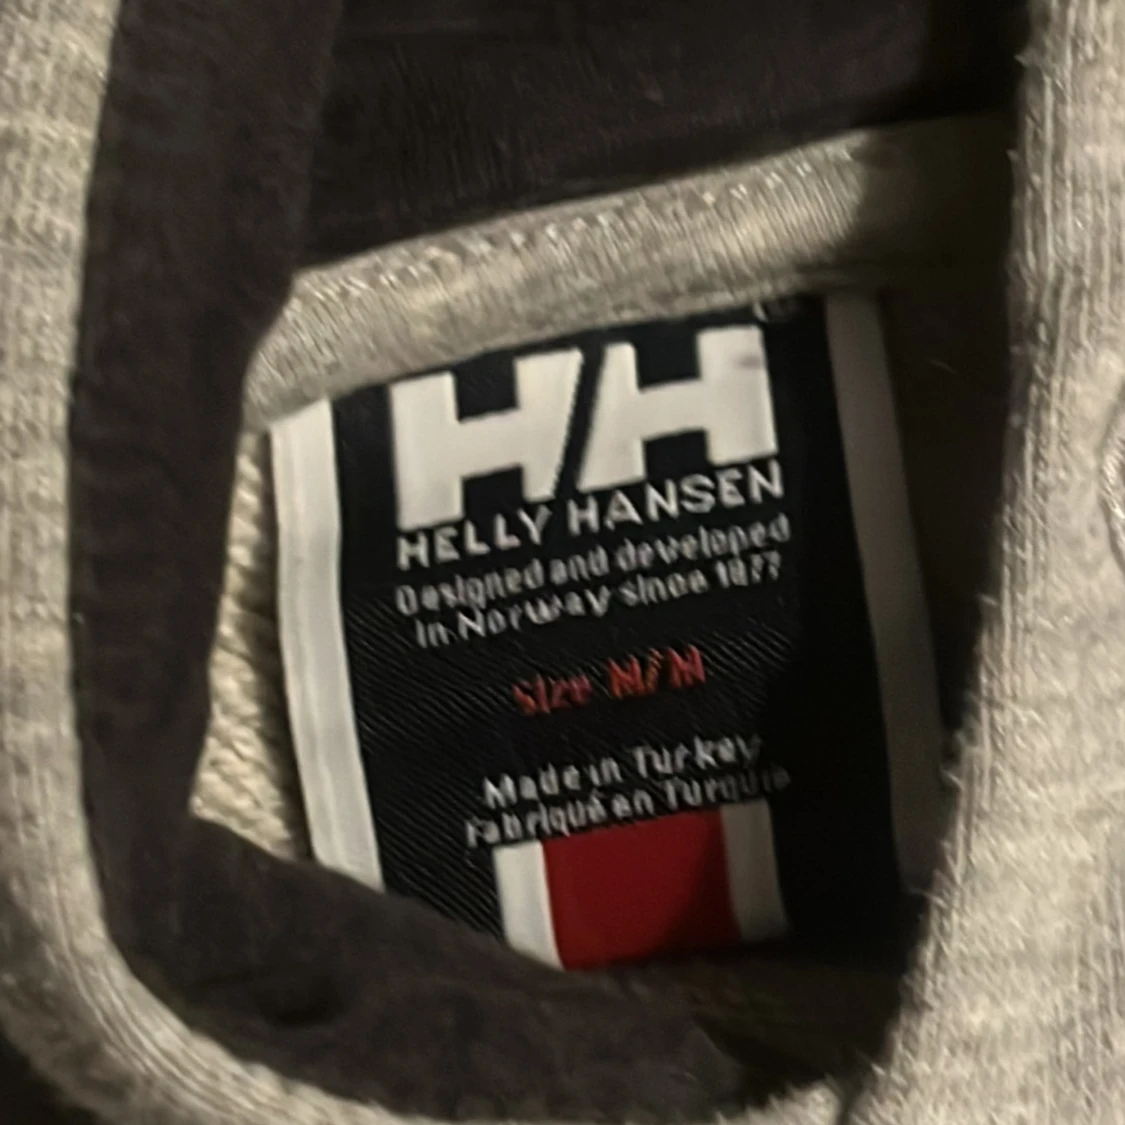 HH
HELLY HANSEN
Designed and developed
in Norway since 1877
Size M/M
Made in Turkey
Fabriqué en Turquie